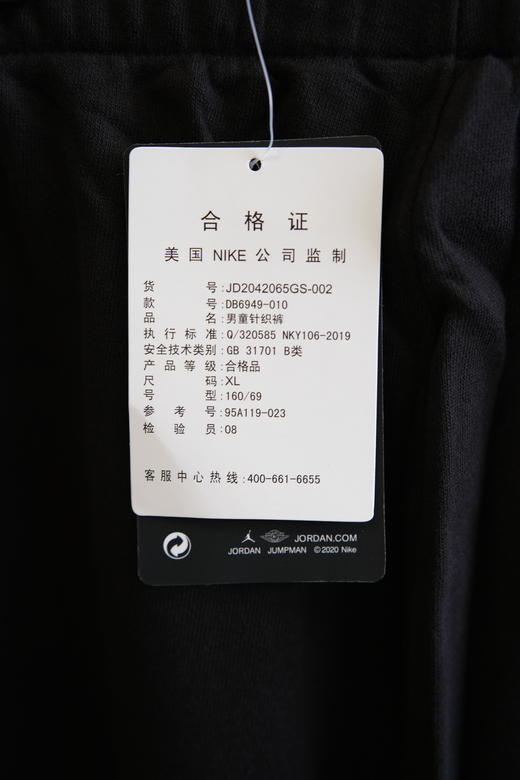 合格证
美国 NIKE 公司监制
货号:JD2042065GS-002
款号:DB6949-010
品名:男童针织裤
执行标准:Q/320585 NKY106-2019
安全技术类别:GB 31701 B类
产品等级:合格品
尺码:XL
号型:160/69
参考号:95A119-023
检验员:08
客服中心热线:400-661-6655
JORDAN.COM
JORDAN JUMPMAN ©2020 Nike